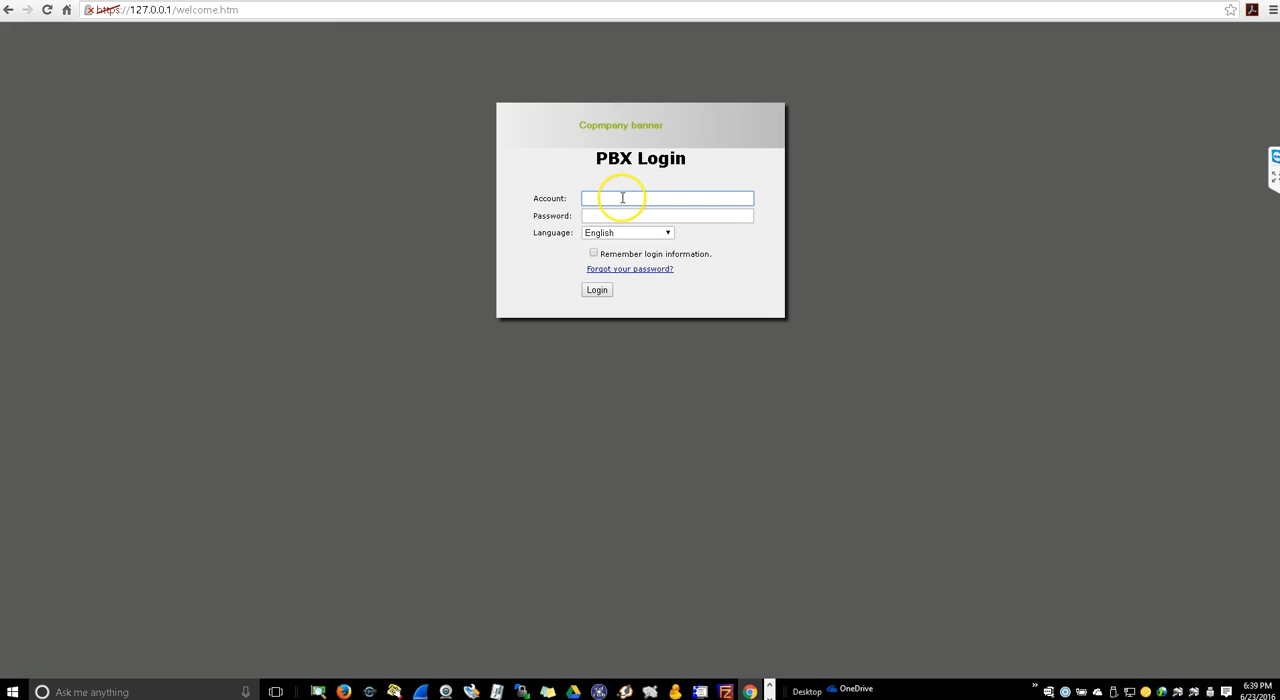 https://127.0.0.1/welcome.htm
Copmpany banner
PBX Login
Account:
Password:
Language: English
Remember login information.
Forgot your password?
Login
Ask me anything
Desktop
OneDrive
6:39 PM
6/23/2016